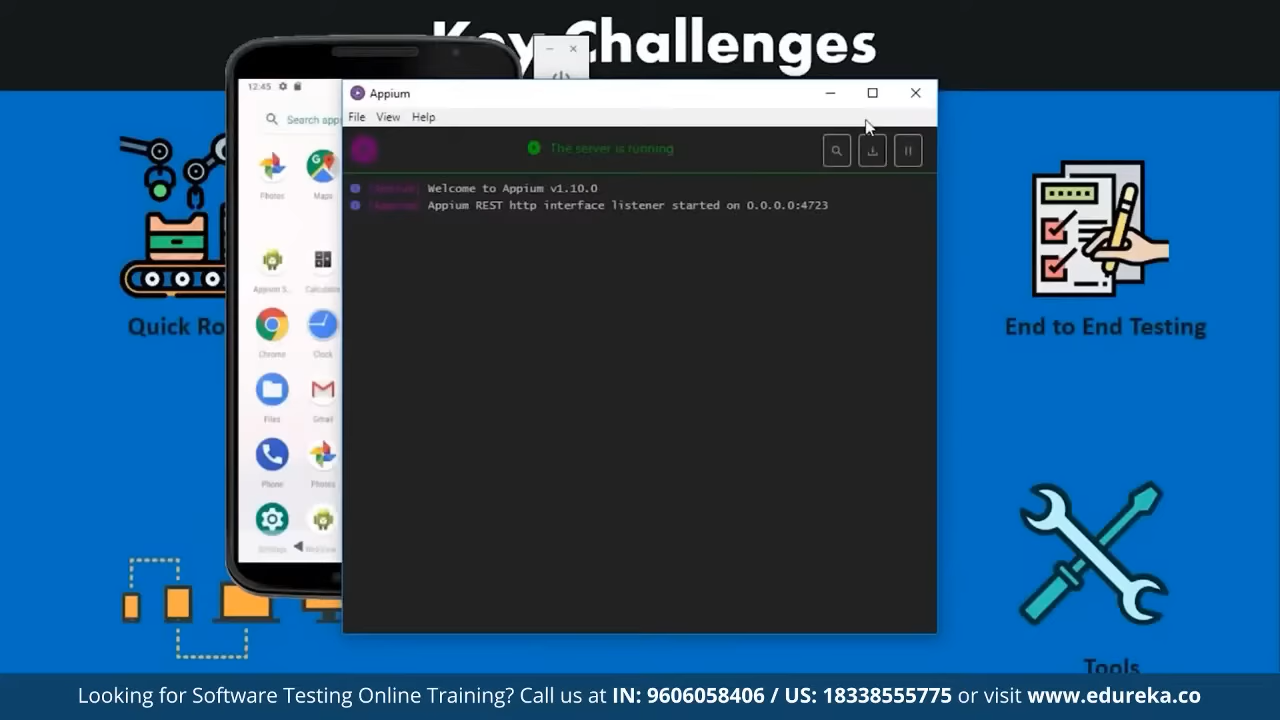 Key Challenges
12:45
Search apps
Appium
File View Help
The server is running
Welcome to Appium v1.10.0
Appium REST http interface listener started on 0.0.0.0:4723
Photos Maps
Chrome Clock
Files Gmail
Phone Photos
Settings
Quick Ro
End to End Testing
Tools
Looking for Software Testing Online Training? Call us at IN: 9606058406 / US: 18338555775 or visit www.edureka.co